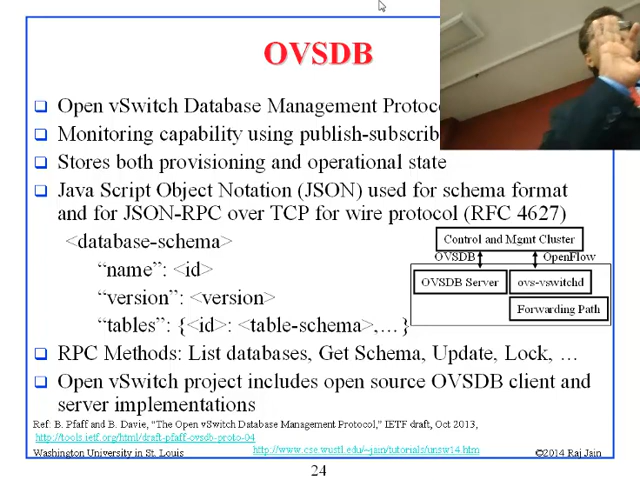 OVSDB
Open vSwitch Database Management
Monitoring capability using
Stores both provisioning and operational state
Java Script Object Notation (JSON) used for schema format
and for JSON-RPC over TCP for wire protocol (RFC 4627)
<database-schema>
“name”: <id>
“version”: <version>
“tables”: {<id>: <table-schema>,…}
Control and Mgmt Cluster
OVSDB
OpenFlow
OVSDB Server
ovs-vswitchd
Forwarding Path
RPC Methods: List databases, Get Schema, Update, Lock, …
Open vSwitch project includes open source OVSDB client and
server implementations
Ref: B. Pfaff and B. Davie, “The Open vSwitch Database Management Protocol,” IETF draft, Oct 2013,
http://tools.ietf.org/html/draft-pfaff-ovsdb-proto-04
Washington University in St. Louis
http://www.cse.wustl.edu/~jain/tutorials/unsw14.htm
©2014 Raj Jain
24